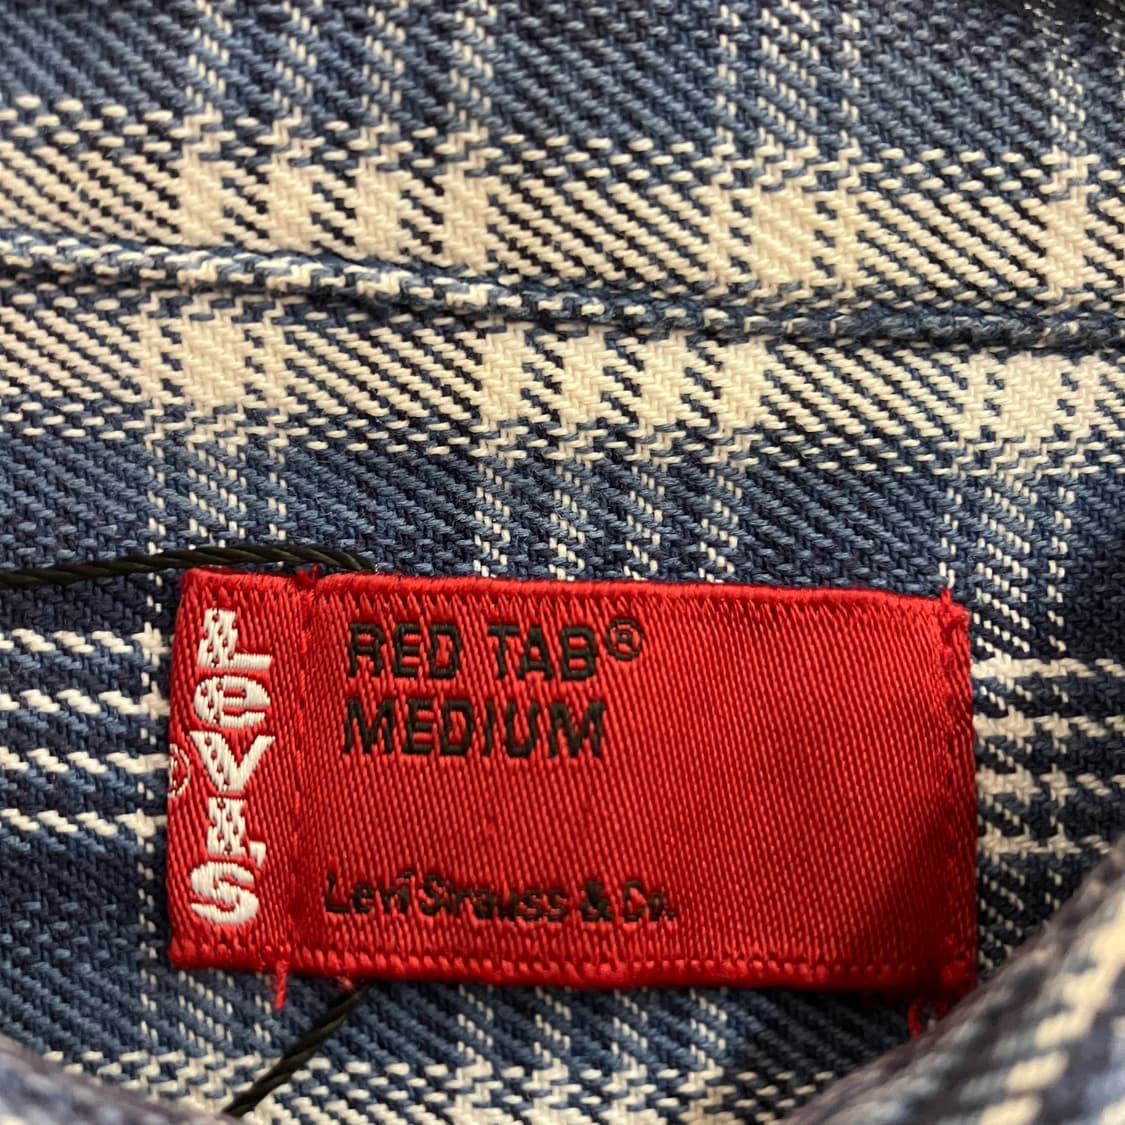 LEVI'S
®
RED TAB®
MEDIUM
Levi Strauss & Co.